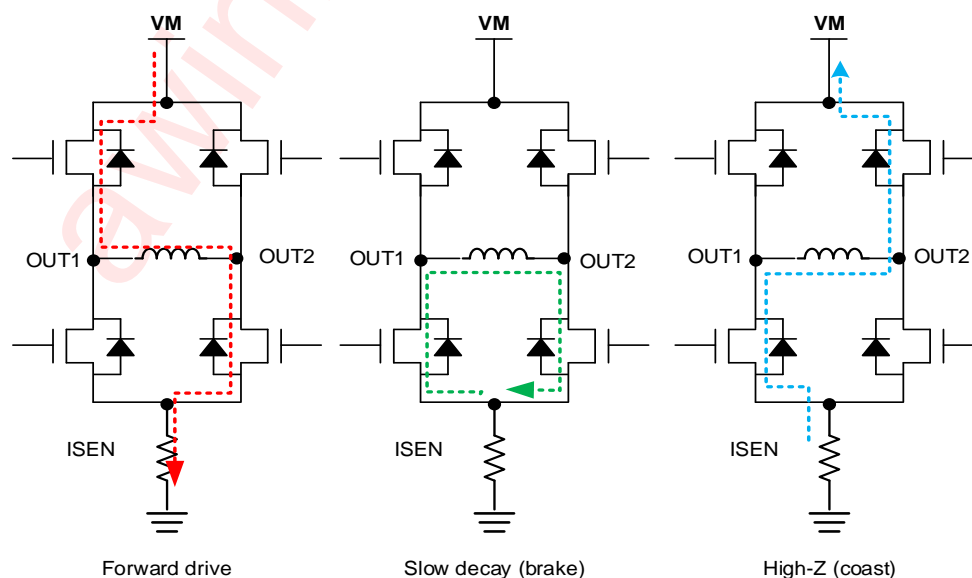 VM
VM
VM
OUT1
OUT2
OUT1
OUT2
OUT1
OUT2
ISEN
ISEN
ISEN
Forward drive
Slow decay (brake)
High-Z (coast)
awin